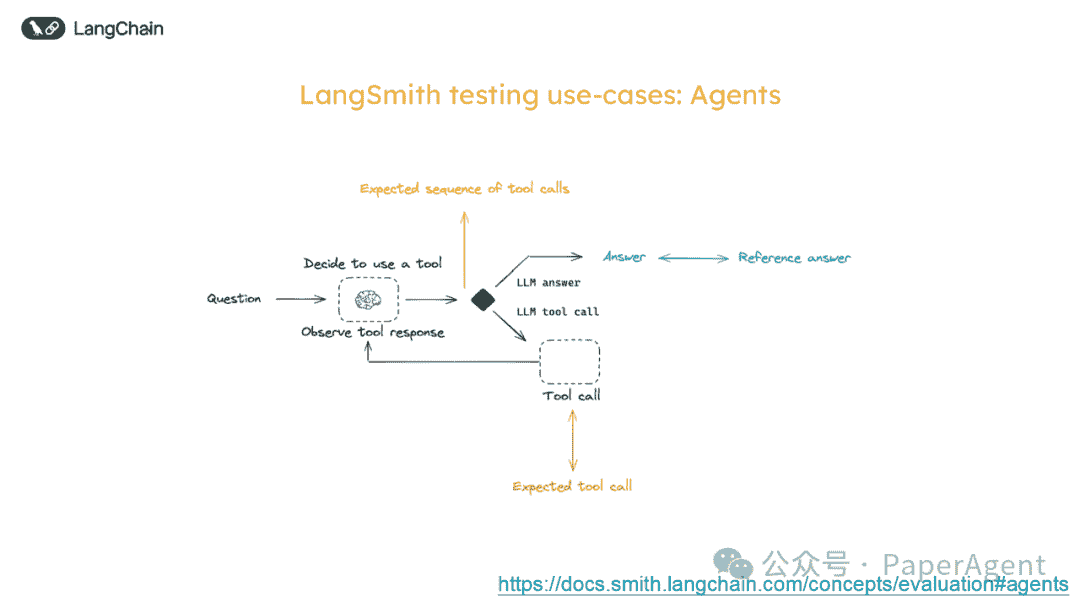 LangChain
LangSmith testing use-cases: Agents
Expected sequence of tool calls
Decide to use a tool
Answer
Reference answer
LLM answer
Question
LLM tool call
Observe tool response
Tool call
Expected tool call
公众号 · PaperAgent
https://docs.smith.langchain.com/concepts/evaluation#agents